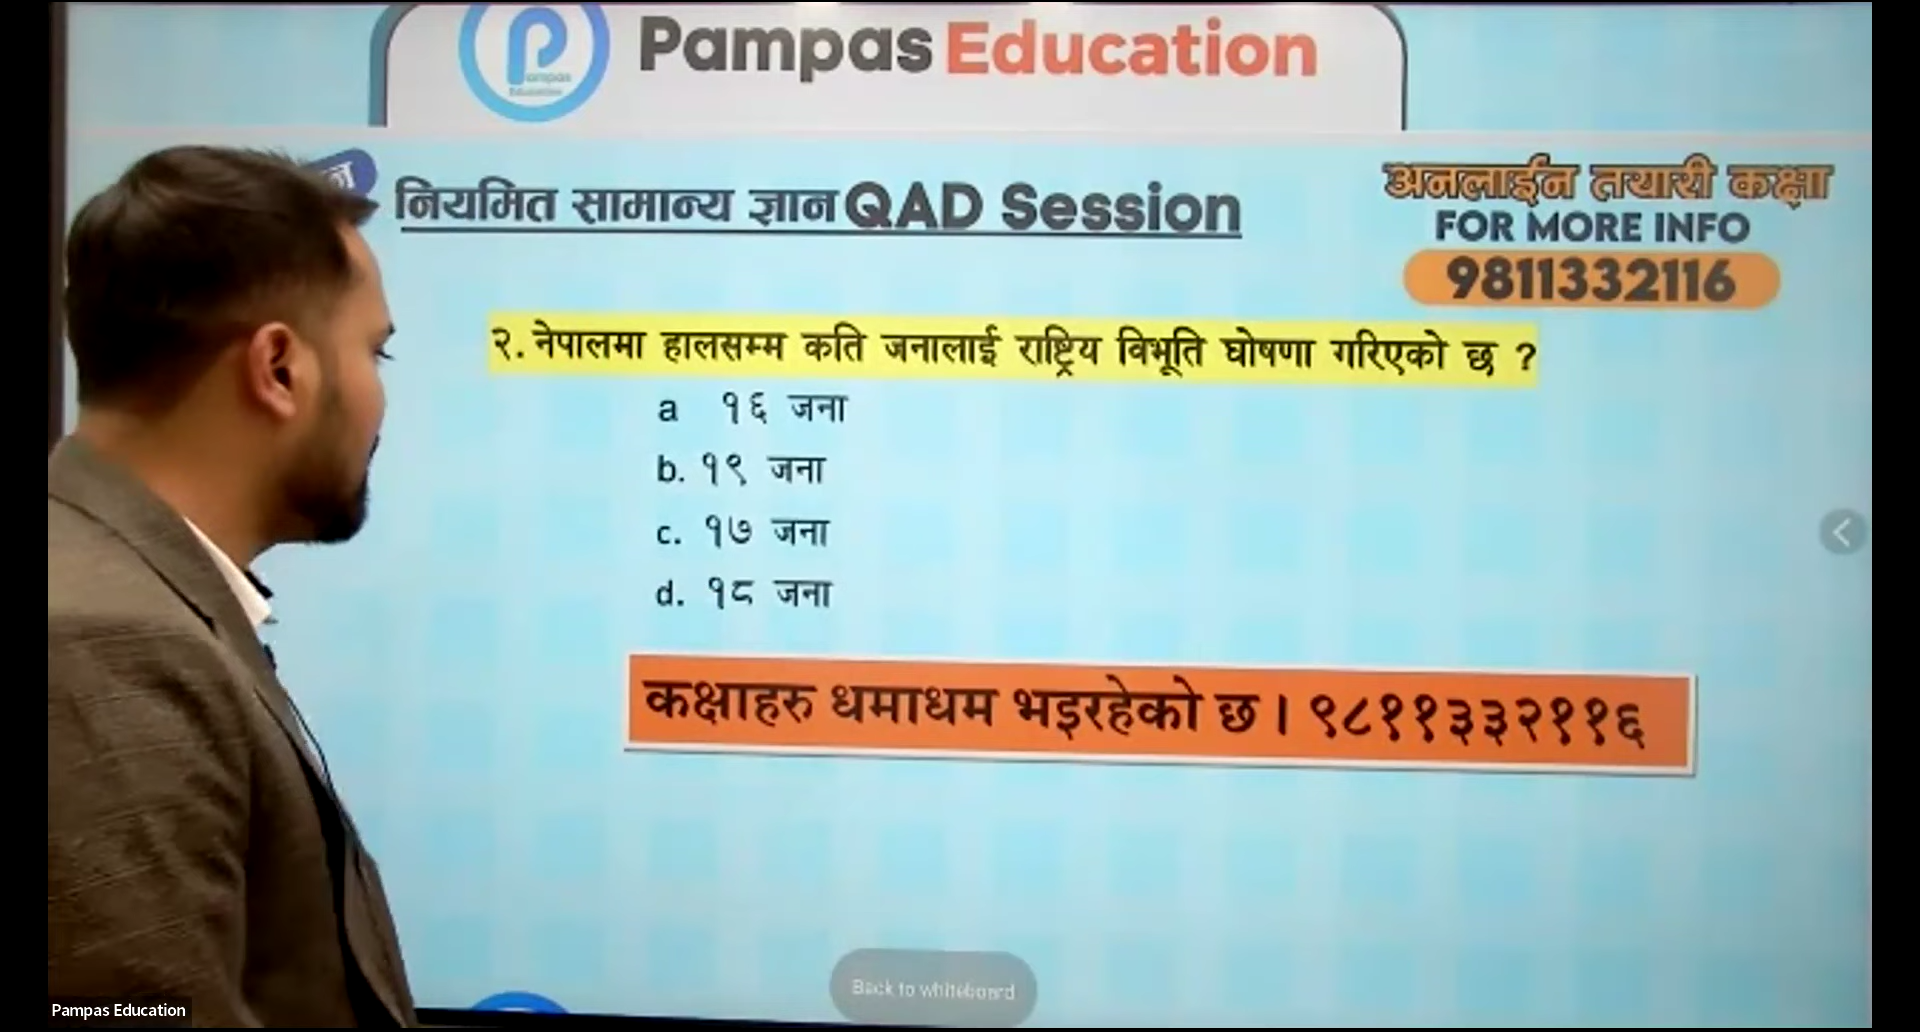 Pampas Education
नियमित सामान्य ज्ञान QAD Session
अनलाईन तयारी कक्षा
FOR MORE INFO
9811332116
२. नेपालमा हालसम्म कति जनालाई राष्ट्रिय विभूति घोषणा गरिएको छ ?
a १६ जना
b. १९ जना
c. १७ जना
d. १८ जना
कक्षाहरु धमाधम भइरहेको छ । ९८११३३२११६
Back to whiteboard
Pampas Education